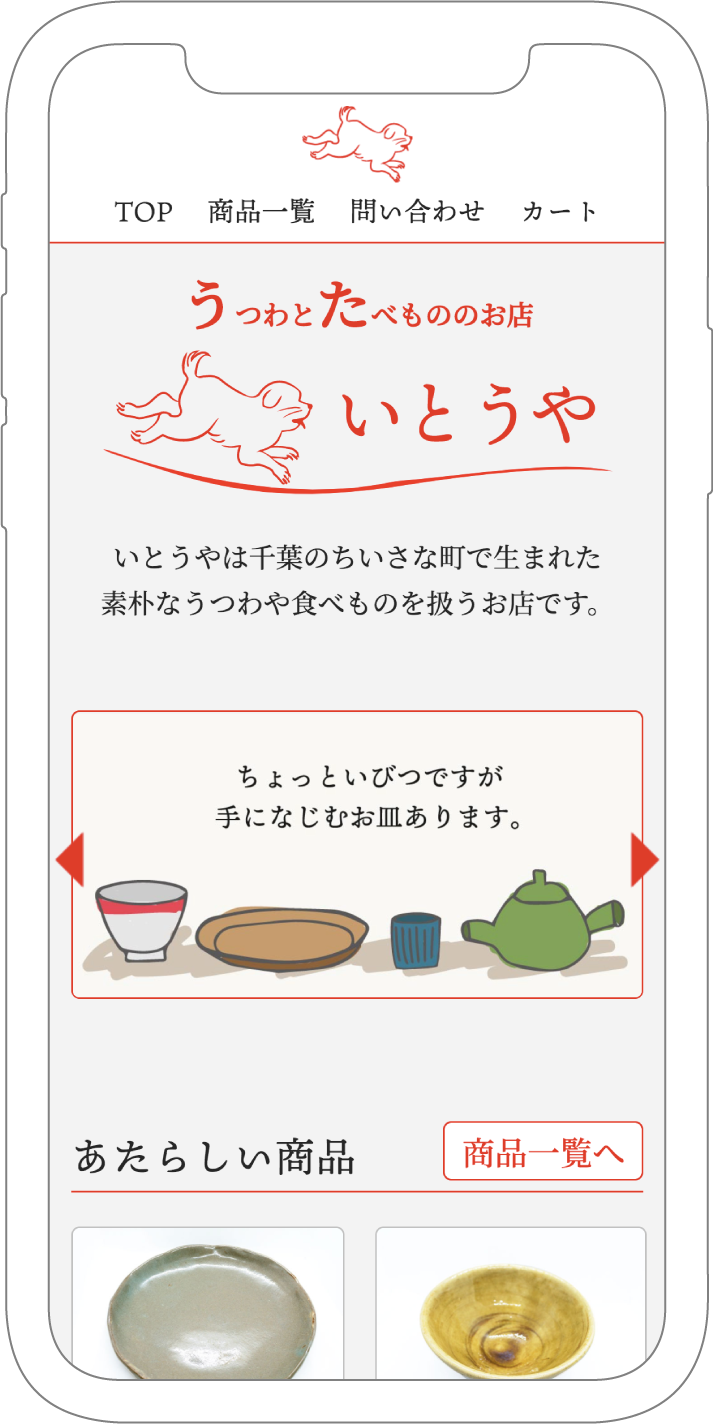 TOP 商品一覧 問い合わせ カート
うつわとたべもののお店
いとうや
いとうやは千葉のちいさな町で生まれた
素朴なうつわや食べものを扱うお店です。
ちょっといびつですが
手になじむお皿あります。
あたらしい商品
商品一覧へ